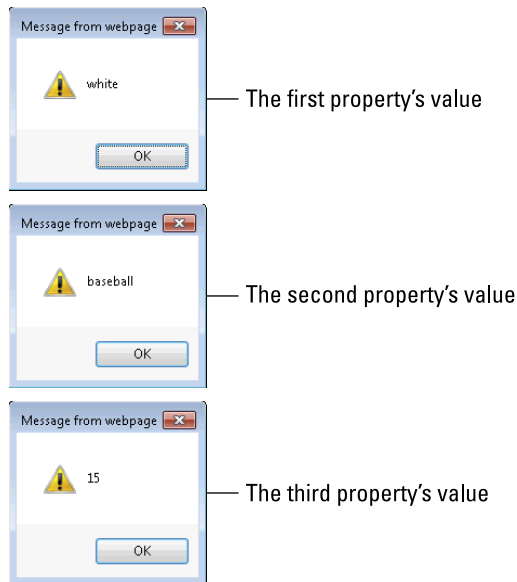 Message from webpage
white
OK
The first property's value
Message from webpage
baseball
OK
The second property's value
Message from webpage
15
OK
The third property's value